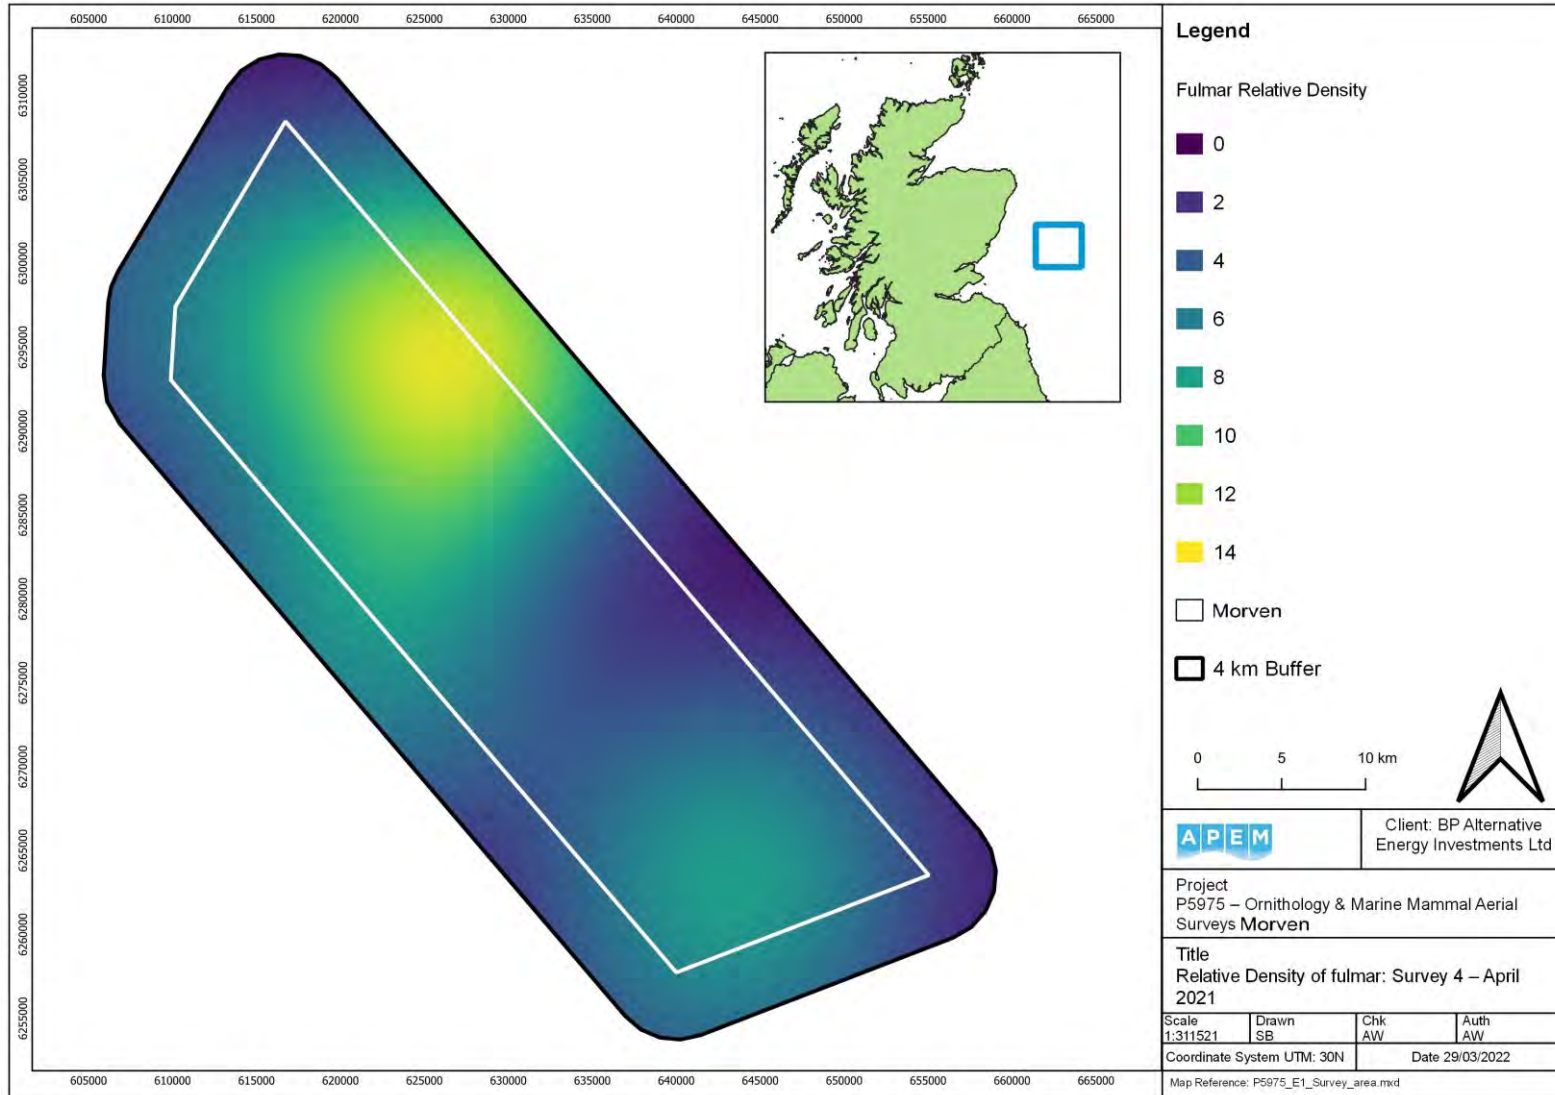 605000 610000 615000 620000 625000 630000 635000 640000 645000 650000 655000 660000 665000
6310000
6305000
6300000
6295000
6290000
6285000
6280000
6275000
6270000
6265000
6260000
6255000
605000 610000 615000 620000 625000 630000 635000 640000 645000 650000 655000 660000 665000
Legend
Fulmar Relative Density
0
2
4
6
8
10
12
14
Morven
4 km Buffer
0 5 10 km
APEM
Client: BP Alternative
Energy Investments Ltd
Project
P5975 – Ornithology & Marine Mammal Aerial
Surveys Morven
Title
Relative Density of fulmar: Survey 4 – April
2021
Scale Drawn Chk Auth
1:311521 SB AW AW
Coordinate System UTM: 30N Date 29/03/2022
Map Reference: P5975_E1_Survey_area.mxd